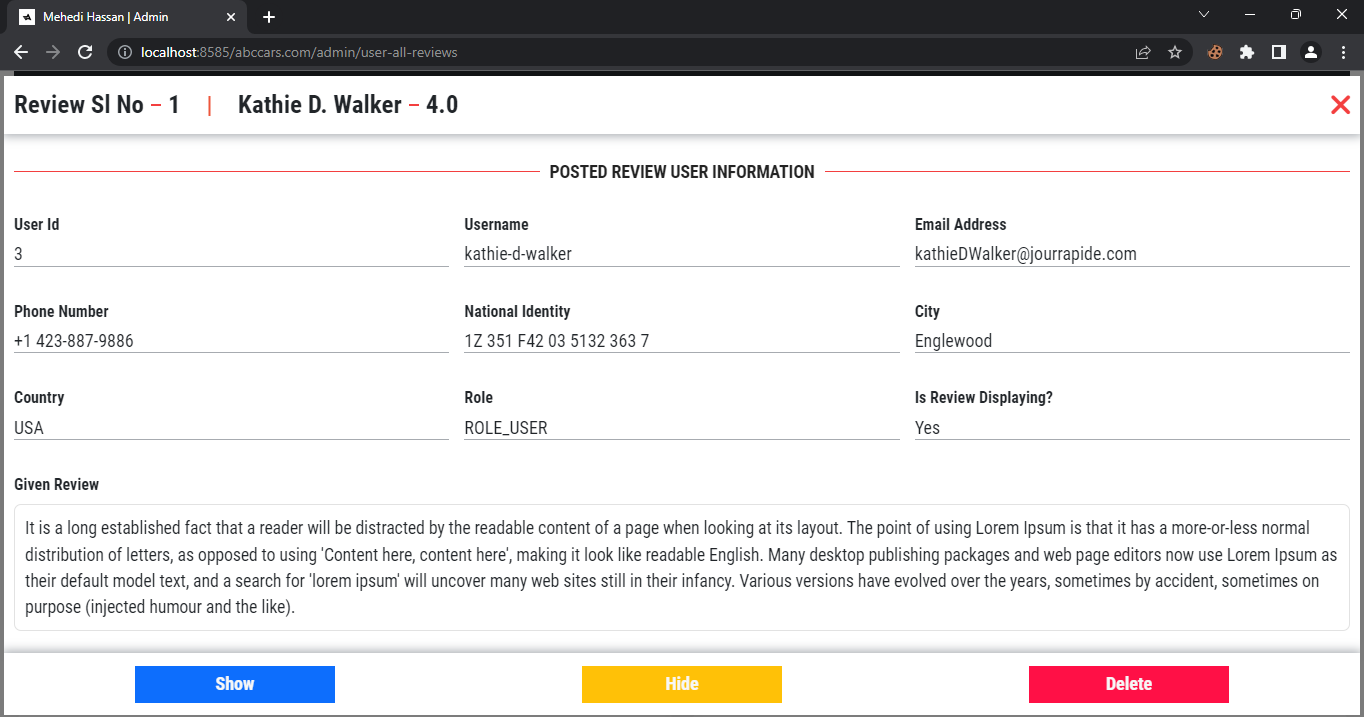 Mehedi Hassan | Admin
localhost:8585/abccars.com/admin/user-all-reviews
Review Sl No – 1 | Kathie D. Walker – 4.0
POSTED REVIEW USER INFORMATION
User Id Username Email Address
3 kathie-d-walker kathieDWalker@jourrapide.com
Phone Number National Identity City
+1 423-887-9886 1Z 351 F42 03 5132 363 7 Englewood
Country Role Is Review Displaying?
USA ROLE_USER Yes
Given Review
It is a long established fact that a reader will be distracted by the readable content of a page when looking at its layout. The point of using Lorem Ipsum is that it has a more-or-less normal
distribution of letters, as opposed to using 'Content here, content here', making it look like readable English. Many desktop publishing packages and web page editors now use Lorem Ipsum as
their default model text, and a search for 'lorem ipsum' will uncover many web sites still in their infancy. Various versions have evolved over the years, sometimes by accident, sometimes on
purpose (injected humour and the like).
Show Hide Delete